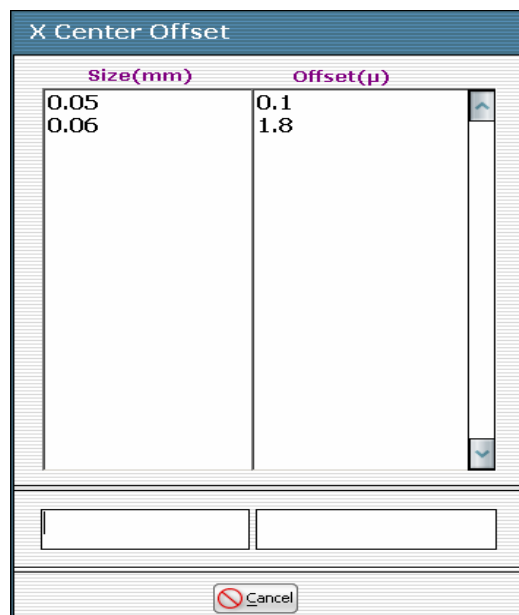 X Center Offset
Size(mm) Offset(µ)
0.05 0.1
0.06 1.8
Cancel